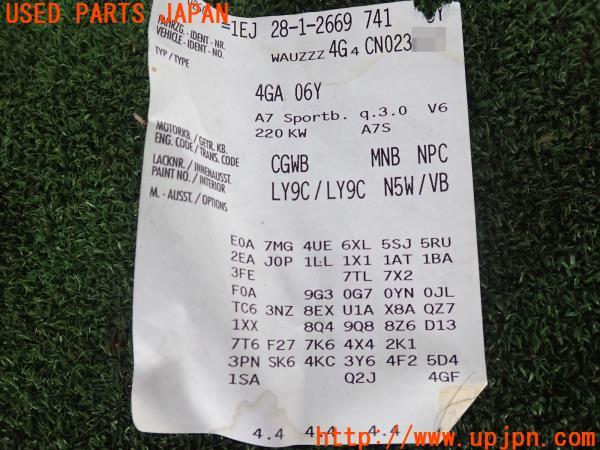 USED PARTS JAPAN
-1EJ 28-1-2669 741
FAHRZG.-IDENT-NR.
VEHICLE-IDENT-NO.
WAUZZZ 4G4 CN023
TYP/TYPE
4GA 06Y
A7 Sportb. q.3.0 V6
220 KW A7S
MOTORKB./GETR.KB.
ENG. CODE/TRANS. CODE
CGWB MNB NPC
LACKNR./INNENAUSST.
PAINT NO./INTERIOR
LY9C/LY9C N5W/VB
M.-AUSST./OPTIONS
E0A 7MG 4UE 6XL 5SJ 5RU
2EA J0P 1LL 1X1 1AT 1BA
3FE 7TL 7X2
F0A 9G3 0G7 0YN 0JL
TC6 3NZ 8EX U1A X8A QZ7
1XX 8Q4 9Q8 8Z6 D13
7T6 F27 7K6 4X4 2K1
3PN SK6 4KC 3Y6 4F2 5D4
1SA Q2J 4GF
4.4 4.4 4.4
(有)UPJ www.upjpn.com